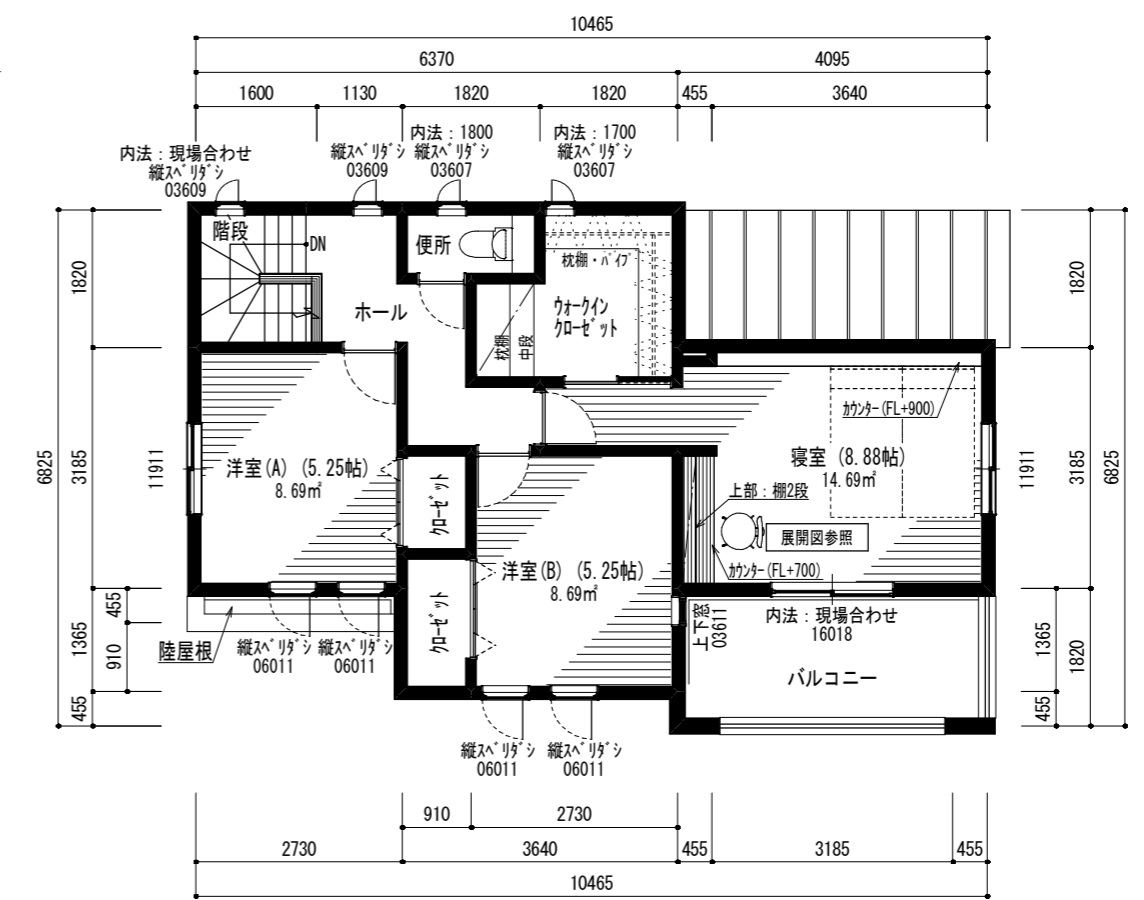 10465
6370
4095
1600
1130
1820
1820
455
3640
内法：現場合わせ
縦スベリダシ
03609
縦スベリダシ
03609
内法：1800
縦スベリダシ
03607
内法：1700
縦スベリダシ
03607
階段
DN
便所
枕棚・パイプ
ホール
ウォークイン
クローゼット
枕棚
中段
カウンター(FL+900)
洋室(A) (5.25帖)
8.69㎡
クローゼット
寝室 (8.88帖)
14.69㎡
上部：棚2段
展開図参照
カウンター(FL+700)
洋室(B) (5.25帖)
8.69㎡
クローゼット
上下窓
03611
内法：現場合わせ
16018
バルコニー
陸屋根
縦スベリダシ
06011
縦スベリダシ
06011
縦スベリダシ
06011
縦スベリダシ
06011
6825
1820
3185
1365
455
455
910
11911
11911
1820
3185
1820
1365
455
6825
910
2730
2730
3640
455
3185
455
10465